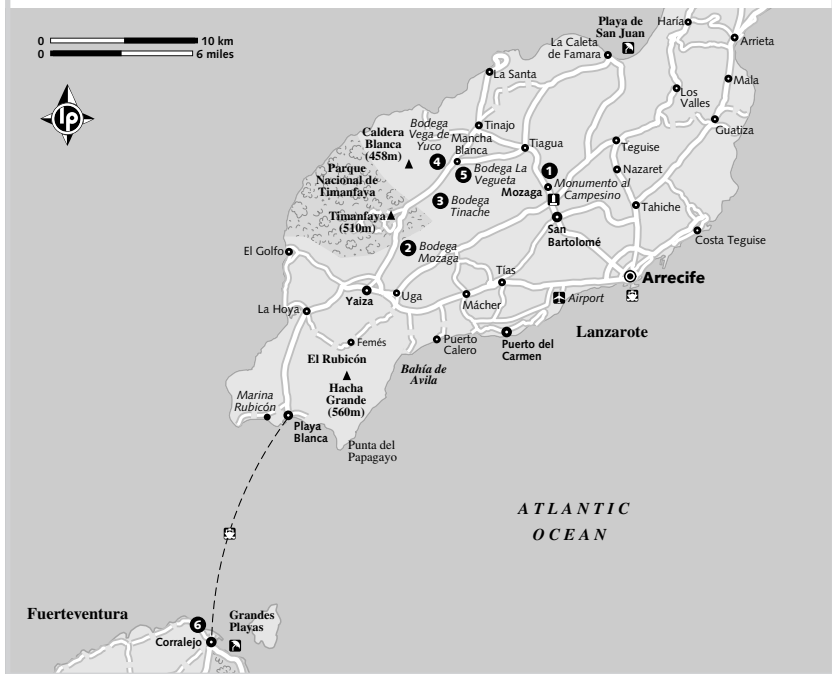 0
10 km
0
6 miles
lp
Playa de
San Juan
Haría
La Caleta
de Famara
Arrieta
La Santa
Mala
Los
Valles
Guatiza
Bodega
Vega de
Yuco
Tinajo
Caldera
Blanca
(458m)
Mancha
Blanca
Tiagua
Teguise
4
5
Bodega La
Vegueta
1
Nazaret
Parque
Nacional de
Timanfaya
Monumento al
Campesino
Mozaga
3
Bodega
Tinache
Tahiche
Timanfaya
(510m)
San
Bartolomé
Costa Teguise
2
Bodega
Mozaga
El Golfo
Tías
Arrecife
Yaiza
Uga
Mácher
Airport
La Hoya
Lanzarote
Femés
Puerto
Calero
Puerto del
Carmen
El Rubicón
Bahía de
Avila
Hacha
Grande
(560m)
Marina
Rubicón
Playa
Blanca
Punta del
Papagayo
ATLANTIC
OCEAN
Fuerteventura
6
Grandes
Playas
Corralejo